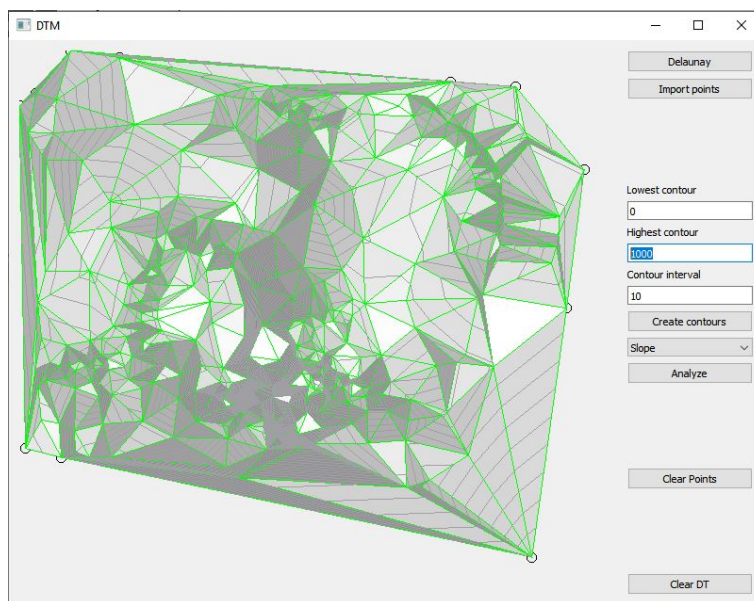 DTM
Delaunay
Import points
Lowest contour
0
Highest contour
1000
Contour interval
10
Create contours
Slope
Analyze
Clear Points
Clear DT